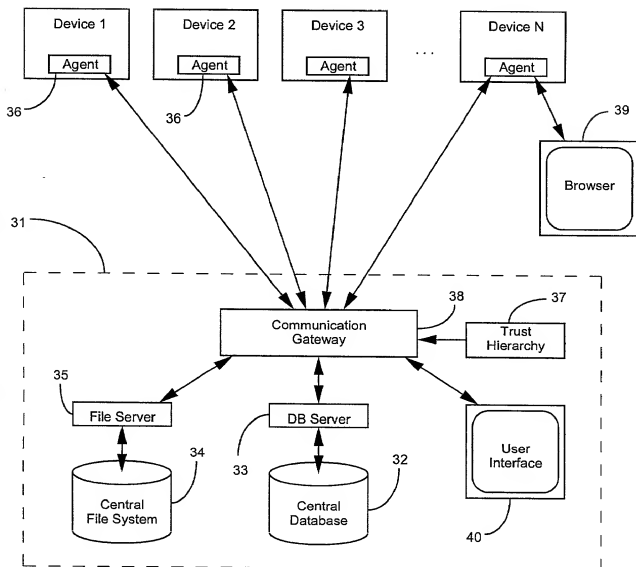 Device 1
Device 2
Device 3
...
Device N
Agent
Agent
Agent
Agent
36
36
39
Browser
31
38
37
Communication
Gateway
Trust
Hierarchy
35
File Server
33
DB Server
34
Central
File System
32
Central
Database
User
Interface
40